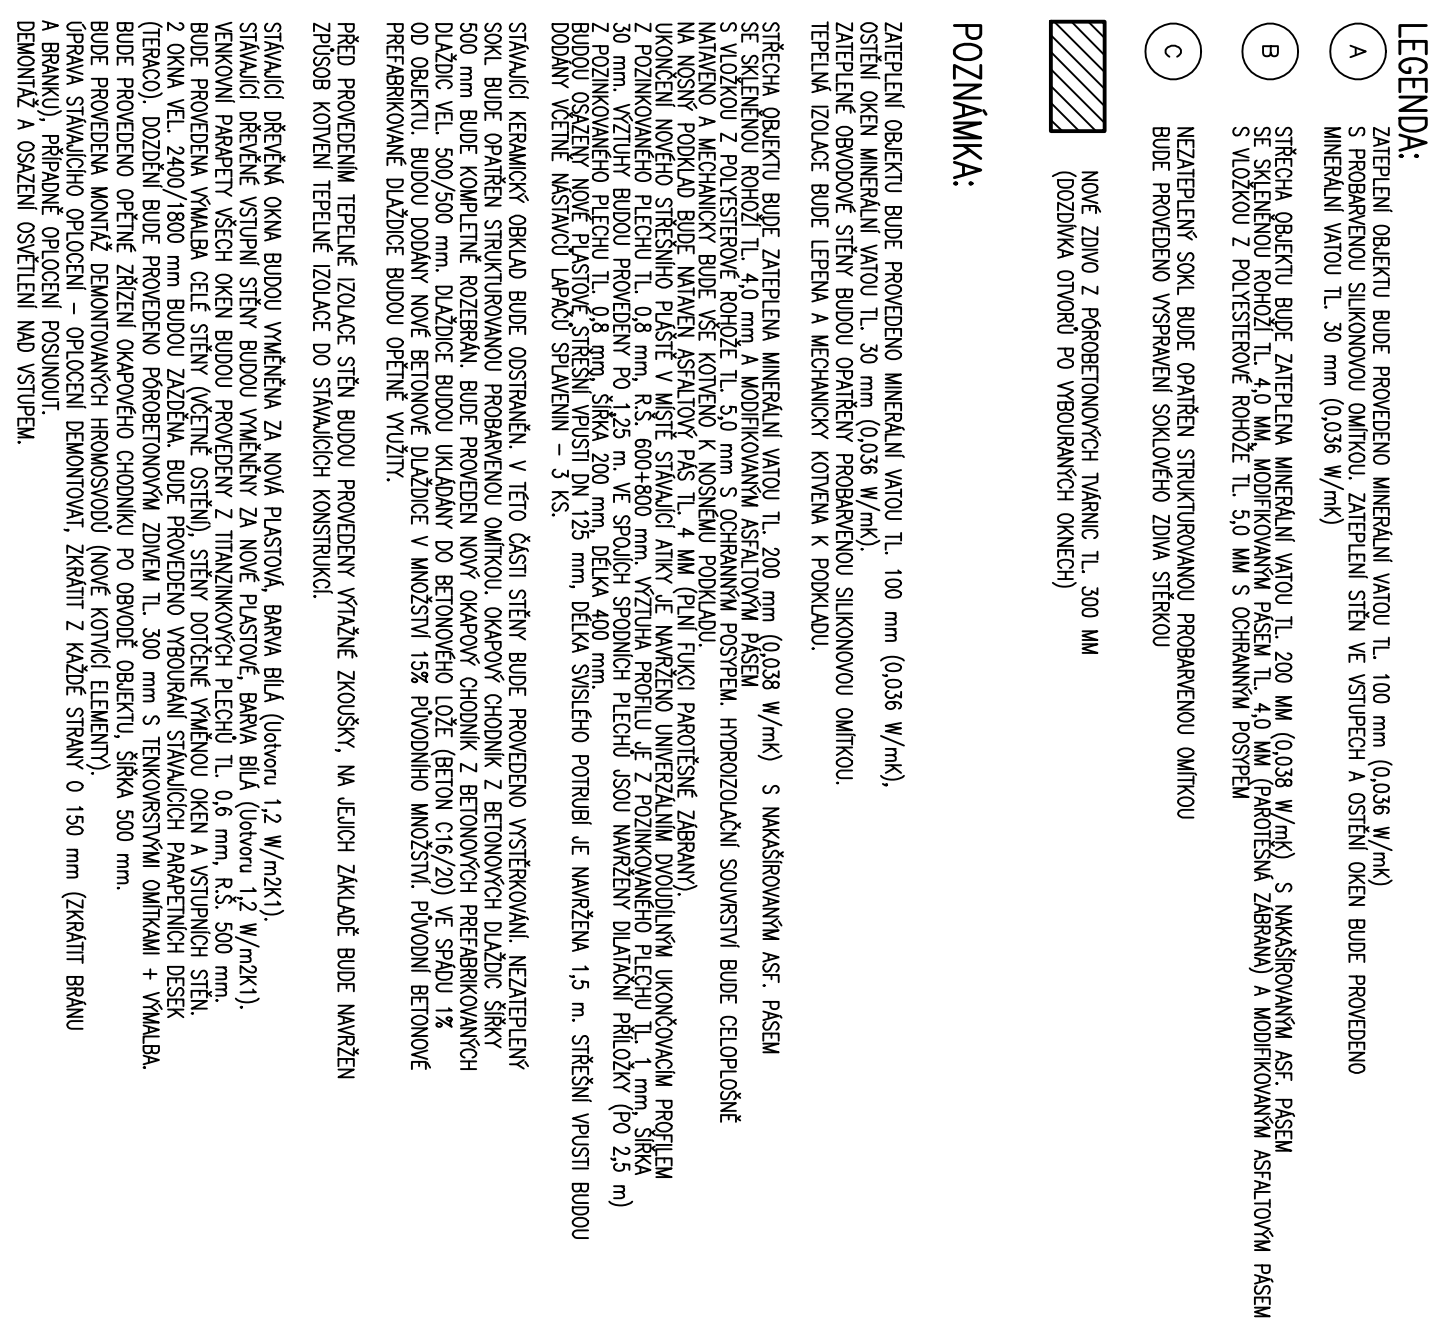 LEGENDA:
ZATEPLENÍ OBJEKTU BUDE PROVEDENO MINERÁLNÍ VATOU TL. 100 mm (0,036 W/mK)
A
S PROBARVENOU SILIKONOVOU OMÍTKOU. ZATEPLENÍ STĚN VE VSTUPECH A OSTĚNÍ OKEN BUDE PROVEDENO
MINERÁLNÍ VATOU TL. 30 mm (0,036 W/mK)
STŘECHA OBJEKTU BUDE ZATEPLENA MINERÁLNÍ VATOU TL. 200 MM (0,038 W/mK) S NAKAŠÍROVANÝM ASF. PÁSEM
B
SE SKLENĚNOU ROHOŽÍ TL. 4,0 MM, MODIFIKOVANÝM PÁSEM TL. 4,0 MM (PAROTĚSNÁ ZÁBRANA) A MODIFIKOVANÝM ASFALTOVÝM PÁSEM
S VLOŽKOU Z POLYESTEROVÉ ROHOŽE TL. 5,0 MM S OCHRANNÝM POSYPEM
NEZATEPLENÝ SOKL BUDE OPATŘEN STRUKTUROVANOU PROBARVENOU OMÍTKOU
C
BUDE PROVEDENO VYSPRAVENÍ SOKLOVÉHO ZDIVA STĚRKOU
NOVÉ ZDIVO Z PÓROBETONOVÝCH TVÁRNIC TL. 300 MM
(DOZDÍVKA OTVORŮ PO VYBOURANÝCH OKNECH)
POZNÁMKA:
ZATEPLENÍ OBJEKTU BUDE PROVEDENO MINERÁLNÍ VATOU TL. 100 mm (0,036 W/mK),
OSTĚNÍ OKEN MINERÁLNÍ VATOU TL. 30 mm (0,036 W/mK).
ZATEPLENÉ OBVODOVÉ STĚNY BUDOU OPATŘENY PROBARVENOU SILIKONOVOU OMÍTKOU.
TEPELNÁ IZOLACE BUDE LEPENA A MECHANICKY KOTVENA K PODKLADU.
STŘECHA OBJEKTU BUDE ZATEPLENA MINERÁLNÍ VATOU TL. 200 mm (0,038 W/mK) S NAKAŠÍROVANÝM ASF. PÁSEM
SE SKLENĚNOU ROHOŽÍ TL. 4,0 mm A MODIFIKOVANÝM ASFALTOVÝM PÁSEM
S VLOŽKOU Z POLYESTEROVÉ ROHOŽE TL. 5,0 mm S OCHRANNÝM POSYPEM. HYDROIZOLAČNÍ SOUVRSTVÍ BUDE CELOPLOŠNĚ
NATAVENO A MECHANICKY BUDE VŠE KOTVENO K NOSNÉMU PODKLADU.
NA NOSNÝ PODKLAD BUDE NATAVEN ASFALTOVÝ PÁS TL. 4 MM (PLNÍ FUKCI PAROTĚSNÉ ZÁBRANY).
UKONČENÍ NOVÉHO STŘEŠNÍHO PLÁŠTĚ V MÍSTĚ STÁVAJÍCÍ ATIKY JE NAVRŽENO UNIVERZÁLNÍM DVOUDÍLNÝM UKONČOVACÍM PROFILEM
Z POZINKOVANÉHO PLECHU TL. 0,8 mm, R.Š. 600+800 mm. VÝZTUHA PROFILU JE Z POZINKOVANÉHO PLECHU TL. 1 mm, ŠÍŘKA
30 mm. VÝZTUHY BUDOU PROVEDENY PO 1,25 m. VE SPOJÍCH SPODNÍCH PLECHŮ JSOU NAVRŽENY DILATAČNÍ PŘÍLOŽKY (PO 2,5 m)
Z POZINKOVANÉHO PLECHU TL. 0,8 mm, ŠÍŘKA 200 mm, DÉLKA 400 mm.
BUDOU OSAZENY NOVÉ PLASTOVÉ STŘEŠNÍ VPUSTI DN 125 mm, DÉLKA SVISLÉHO POTRUBÍ JE NAVRŽENA 1,5 m. STŘEŠNÍ VPUSTI BUDOU
DODÁNY VČETNĚ NÁSTAVCŮ LAPAČŮ SPLAVENIN – 3 KS.
STÁVAJÍCÍ KERAMICKÝ OBKLAD BUDE ODSTRANĚN. V TÉTO ČÁSTI STĚNY BUDE PROVEDENO VYSTĚRKOVÁNÍ. NEZATEPLENÝ
SOKL BUDE OPATŘEN STRUKTUROVANOU PROBARVENOU OMÍTKOU. OKAPOVÝ CHODNÍK Z BETONOVÝCH DLAŽDIC ŠÍŘKY
500 mm BUDE KOMPLETNĚ ROZEBRÁN. BUDE PROVEDEN NOVÝ OKAPOVÝ CHODNÍK Z BETONOVÝCH PREFABRIKOVANÝCH
DLAŽDIC VEL. 500/500 mm. DLAŽDICE BUDOU UKLÁDÁNY DO BETONOVÉHO LOŽE (BETON C16/20) VE SPÁDU 1%
OD OBJEKTU. BUDOU DODÁNY NOVÉ BETONOVÉ DLAŽDICE V MNOŽSTVÍ 15% PŮVODNÍHO MNOŽSTVÍ. PŮVODNÍ BETONOVÉ
PREFABRIKOVANÉ DLAŽDICE BUDOU OPĚTNĚ VYUŽITY.
PŘED PROVEDENÍM TEPELNÉ IZOLACE STĚN BUDOU PROVEDENY VÝTAŽNÉ ZKOUŠKY, NA JEJICH ZÁKLADĚ BUDE NAVRŽEN
ZPŮSOB KOTVENÍ TEPELNÉ IZOLACE DO STÁVAJÍCÍCH KONSTRUKCÍ.
STÁVAJÍCÍ DŘEVĚNÁ OKNA BUDOU VYMĚNĚNA ZA NOVÁ PLASTOVÁ, BARVA BÍLÁ (Uotvoru 1,2 W/m2K1).
STÁVAJÍCÍ DŘEVĚNÉ VSTUPNÍ STĚNY BUDOU VYMĚNĚNY ZA NOVÉ PLASTOVÉ, BARVA BÍLÁ (Uotvoru 1,2 W/m2K1).
VENKOVNÍ PARAPETY VŠECH OKEN BUDOU PROVEDENY Z TITANZINKOVÝCH PLECHŮ TL. 0,6 mm, R.Š. 500 mm.
BUDE PROVEDENA VÝMALBA CELÉ STĚNY (VČETNĚ OSTĚNÍ), STĚNY DOTČENÉ VÝMĚNOU OKEN A VSTUPNÍCH STĚN.
2 OKNA VEL. 2400/1800 mm BUDOU ZAZDĚNA. BUDE PROVEDENO VYBOURÁNÍ STÁVAJÍCÍCH PARAPETNÍCH DESEK
(TERACO). DOZDĚNÍ BUDE PROVEDENO PÓROBETONOVÝM ZDIVEM TL. 300 mm S TENKOVRSTVÝMI OMÍTKAMI + VÝMALBA.
BUDE PROVEDENO OPĚTNÉ ZŘÍZENÍ OKAPOVÉHO CHODNÍKU PO OBVODĚ OBJEKTU, ŠÍŘKA 500 mm.
BUDE PROVEDENA MONTÁŽ DEMONTOVANÝCH HROMOSVODŮ (NOVÉ KOTVÍCÍ ELEMENTY).
ÚPRAVA STÁVAJÍCIHO OPLOCENÍ – OPLOCENÍ DEMONTOVAT, ZKRÁTIT Z KAŽDÉ STRANY O 150 mm (ZKRÁTIT BRÁNU
A BRANKU), PŘÍPADNĚ OPLOCENÍ POSUNOUT.
DEMONTÁŽ A OSAZENÍ OSVĚTLENÍ NAD VSTUPEM.